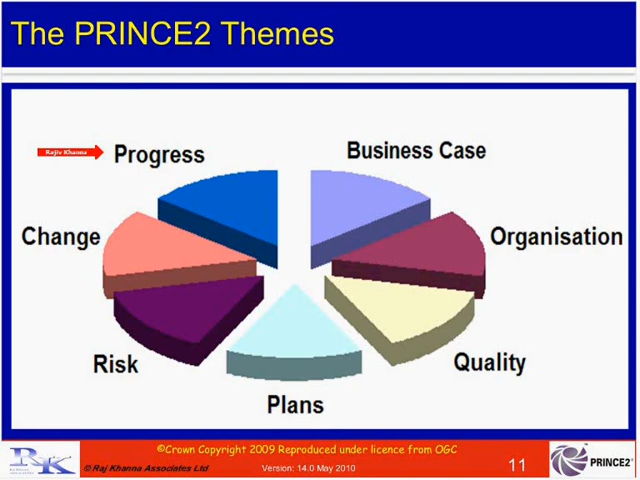 The PRINCE2 Themes
Rajiv Khanna
Progress
Business Case
Change
Organisation
Risk
Quality
Plans
©Crown Copyright 2009 Reproduced under licence from OGC
RK
© Raj Khanna Associates Ltd
Version: 14.0 May 2010
11
PRINCE2